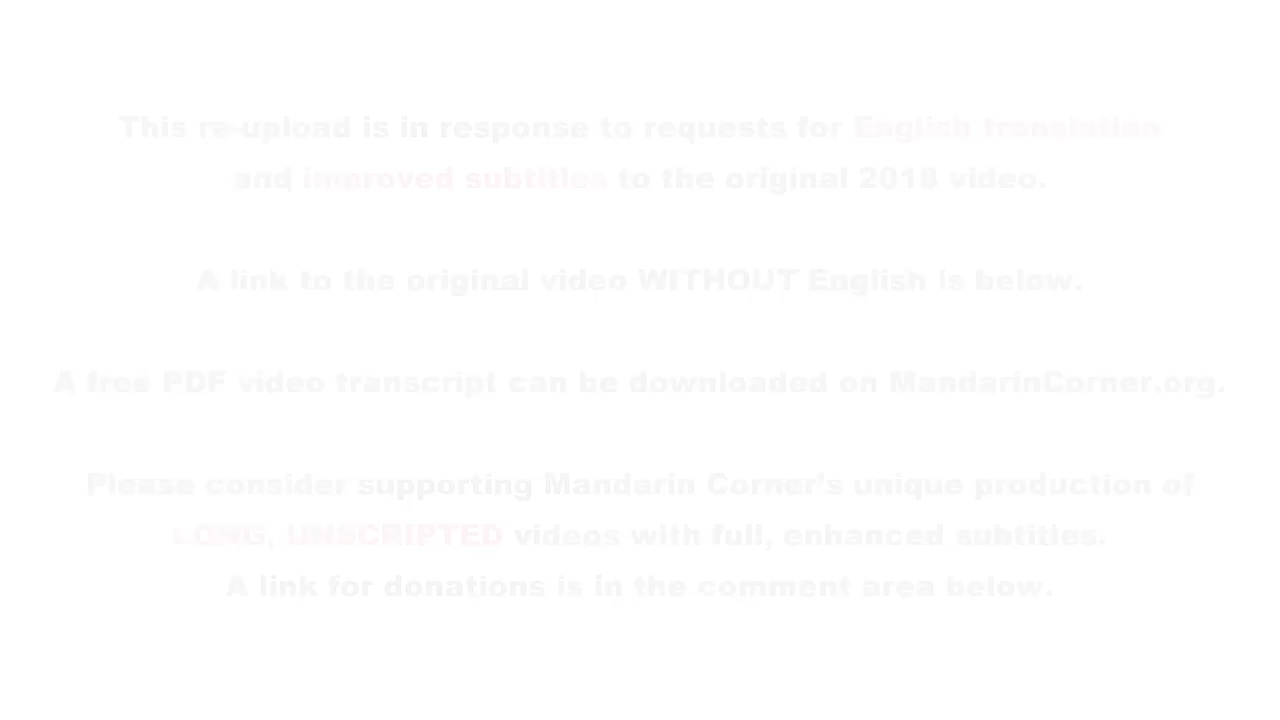 This re-upload is in response to requests for English translation
and improved subtitles to the original 2015 video.
A link to the original video WITHOUT English is below.
A free PDF video transcript can be downloaded on MandarinCorner.org.
Please consider supporting Mandarin Corner's unique production of
LONG, UNSCRIPTED videos with full, enhanced subtitles.
A link for donations is in the comment area below.